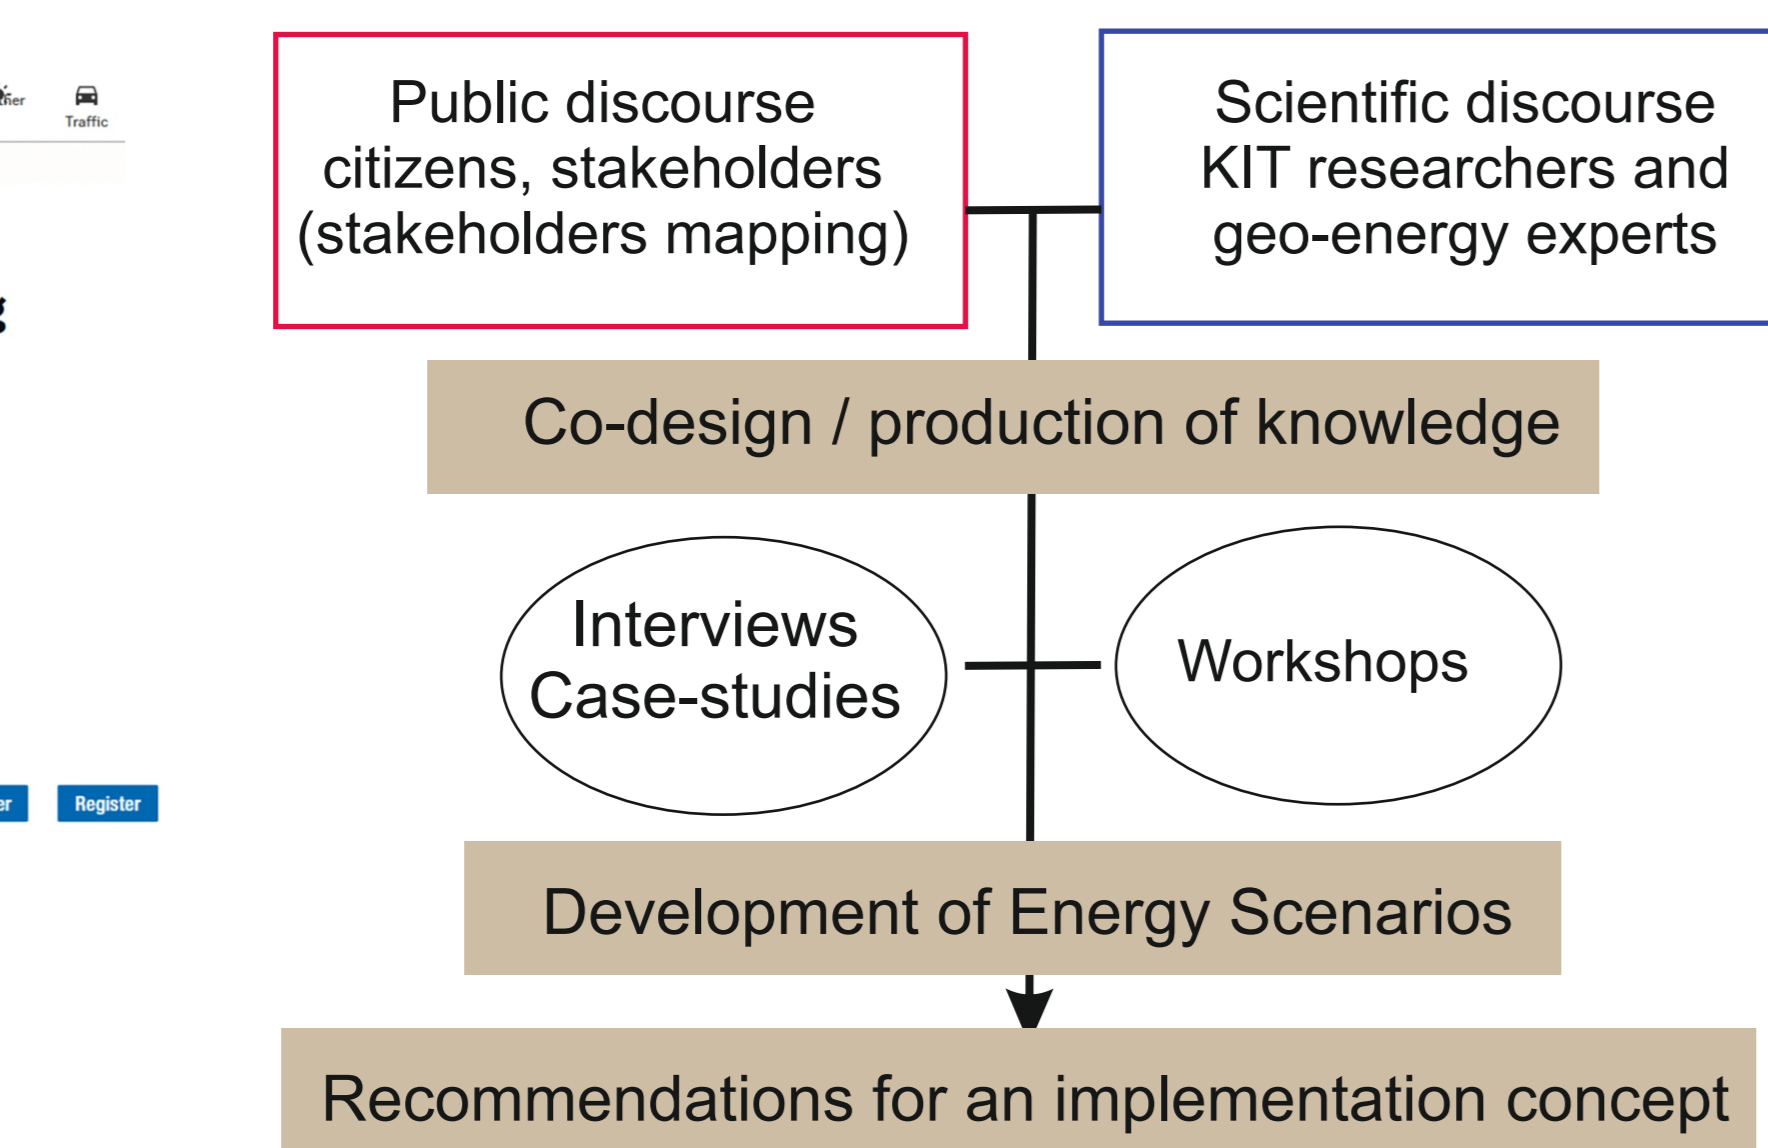 Traffic
Register
Public discourse
citizens, stakeholders
(stakeholders mapping)
Scientific discourse
KIT researchers and
geo-energy experts
Co-design / production of knowledge
Interviews
Case-studies
Workshops
Development of Energy Scenarios
Recommendations for an implementation concept